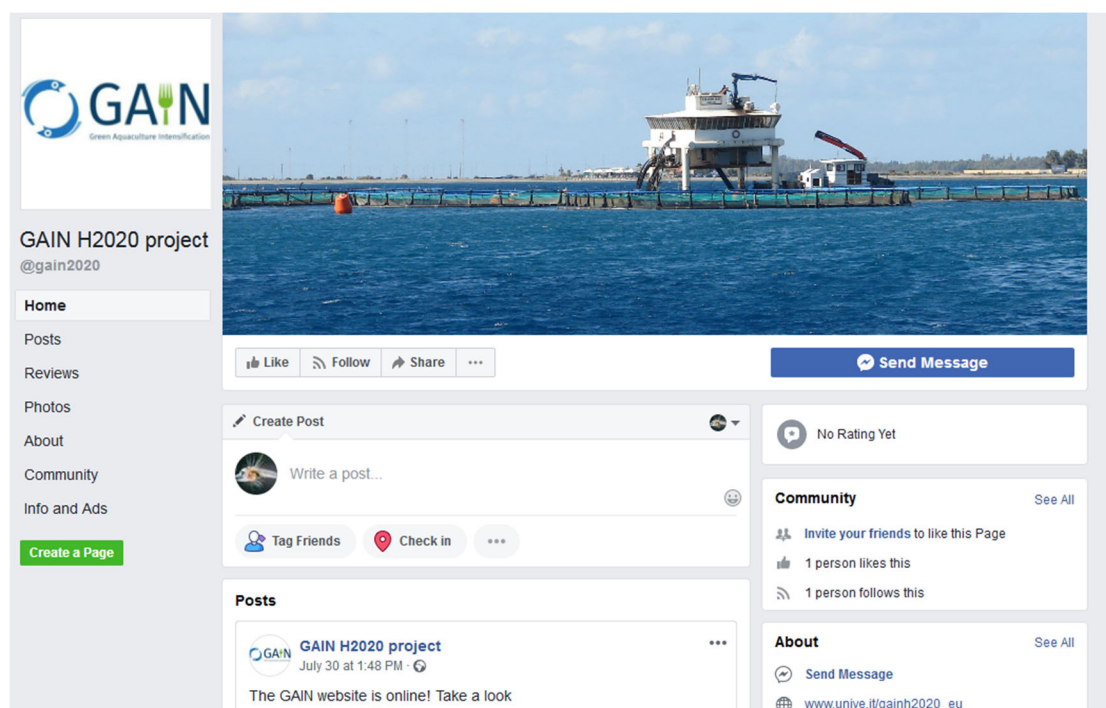 GAIN
Green Aquaculture Intensification
GAIN H2020 project
@gain2020
Home
Posts
Reviews
Photos
About
Community
Info and Ads
Create a Page
Like
Follow
Share
Send Message
Create Post
Write a post...
Tag Friends
Check in
Posts
GAIN
GAIN H2020 project
July 30 at 1:48 PM ·
The GAIN website is online! Take a look
No Rating Yet
Community
See All
Invite your friends to like this Page
1 person likes this
1 person follows this
About
See All
Send Message
www.unive.it/gainh2020_eu